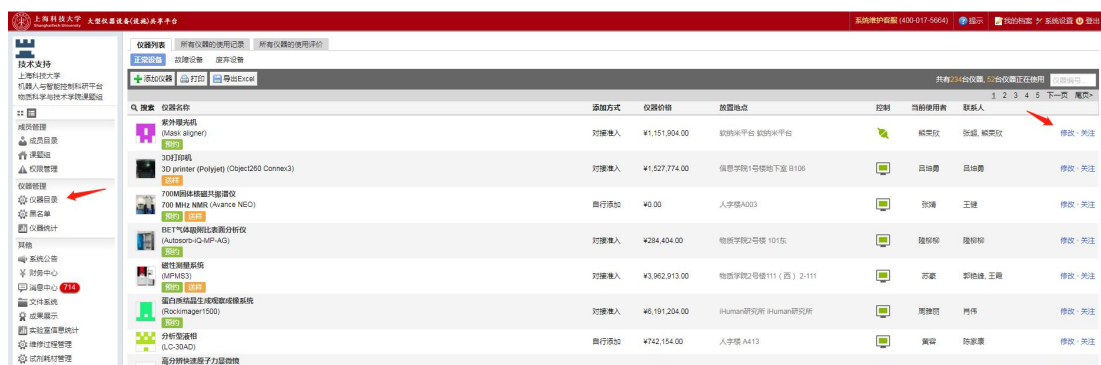 上海科技大学 大型仪器设备(设施)共享平台
ShanghaiTech University
系统维护客服 (400-017-5664) 提示 我的档案 系统设置 登出
技术支持
上海科技大学
机器人与智能控制科研平台
物质科学与技术学院课题组
成员管理
成员目录
课题组
权限管理
仪器管理
仪器目录
黑名单
仪器统计
其他
系统公告
财务中心
消息中心 714
文件系统
成果展示
实验室信息统计
维修过程管理
试剂耗材管理
仪器列表 所有仪器的使用记录 所有仪器的使用评价
正常设备 故障设备 废弃设备
添加仪器 打印 导出Excel
共有234台仪器, 52台仪器正在使用 仪器编号...
1 2 3 4 5 下一页 尾页>
搜索 仪器名称 添加方式 仪器价格 放置地点 控制 当前使用者 联系人
紫外曝光机
(Mask aligner) 对接准入 ¥1,151,904.00 软纳米平台 软纳米平台 熊荣欣 张超, 熊荣欣 修改 · 关注
预约
3D打印机
3D printer (Polyjet) (Object260 Connex3) 对接准入 ¥1,527,774.00 信息学院1号楼地下室 B106 吕坤勇 吕坤勇 修改 · 关注
送样
700M固体核磁共振谱仪
700 MHz NMR (Avance NEO) 自行添加 ¥0.00 人字楼A003 张靖 王健 修改 · 关注
预约 送样
BET气体吸附比表面分析仪
(Autosorb-iQ-MP-AG) 对接准入 ¥284,404.00 物质学院2号楼 101东 隆柳柳 隆柳柳 修改 · 关注
预约
磁性测量系统
(MPMS3) 对接准入 ¥3,962,913.00 物质学院2号楼111（西）2-111 苏豪 郭艳峰, 王霞 修改 · 关注
预约 送样
蛋白质结晶生成观察成像系统
(Rockimager1500) 对接准入 ¥6,191,204.00 iHuman研究所 iHuman研究所 周雅丽 肖伟 修改 · 关注
预约
分析型液相
(LC-30AD) 自行添加 ¥742,154.00 人字楼 A413 黄容 陈家康 修改 · 关注
高分辨快速原子力显微镜